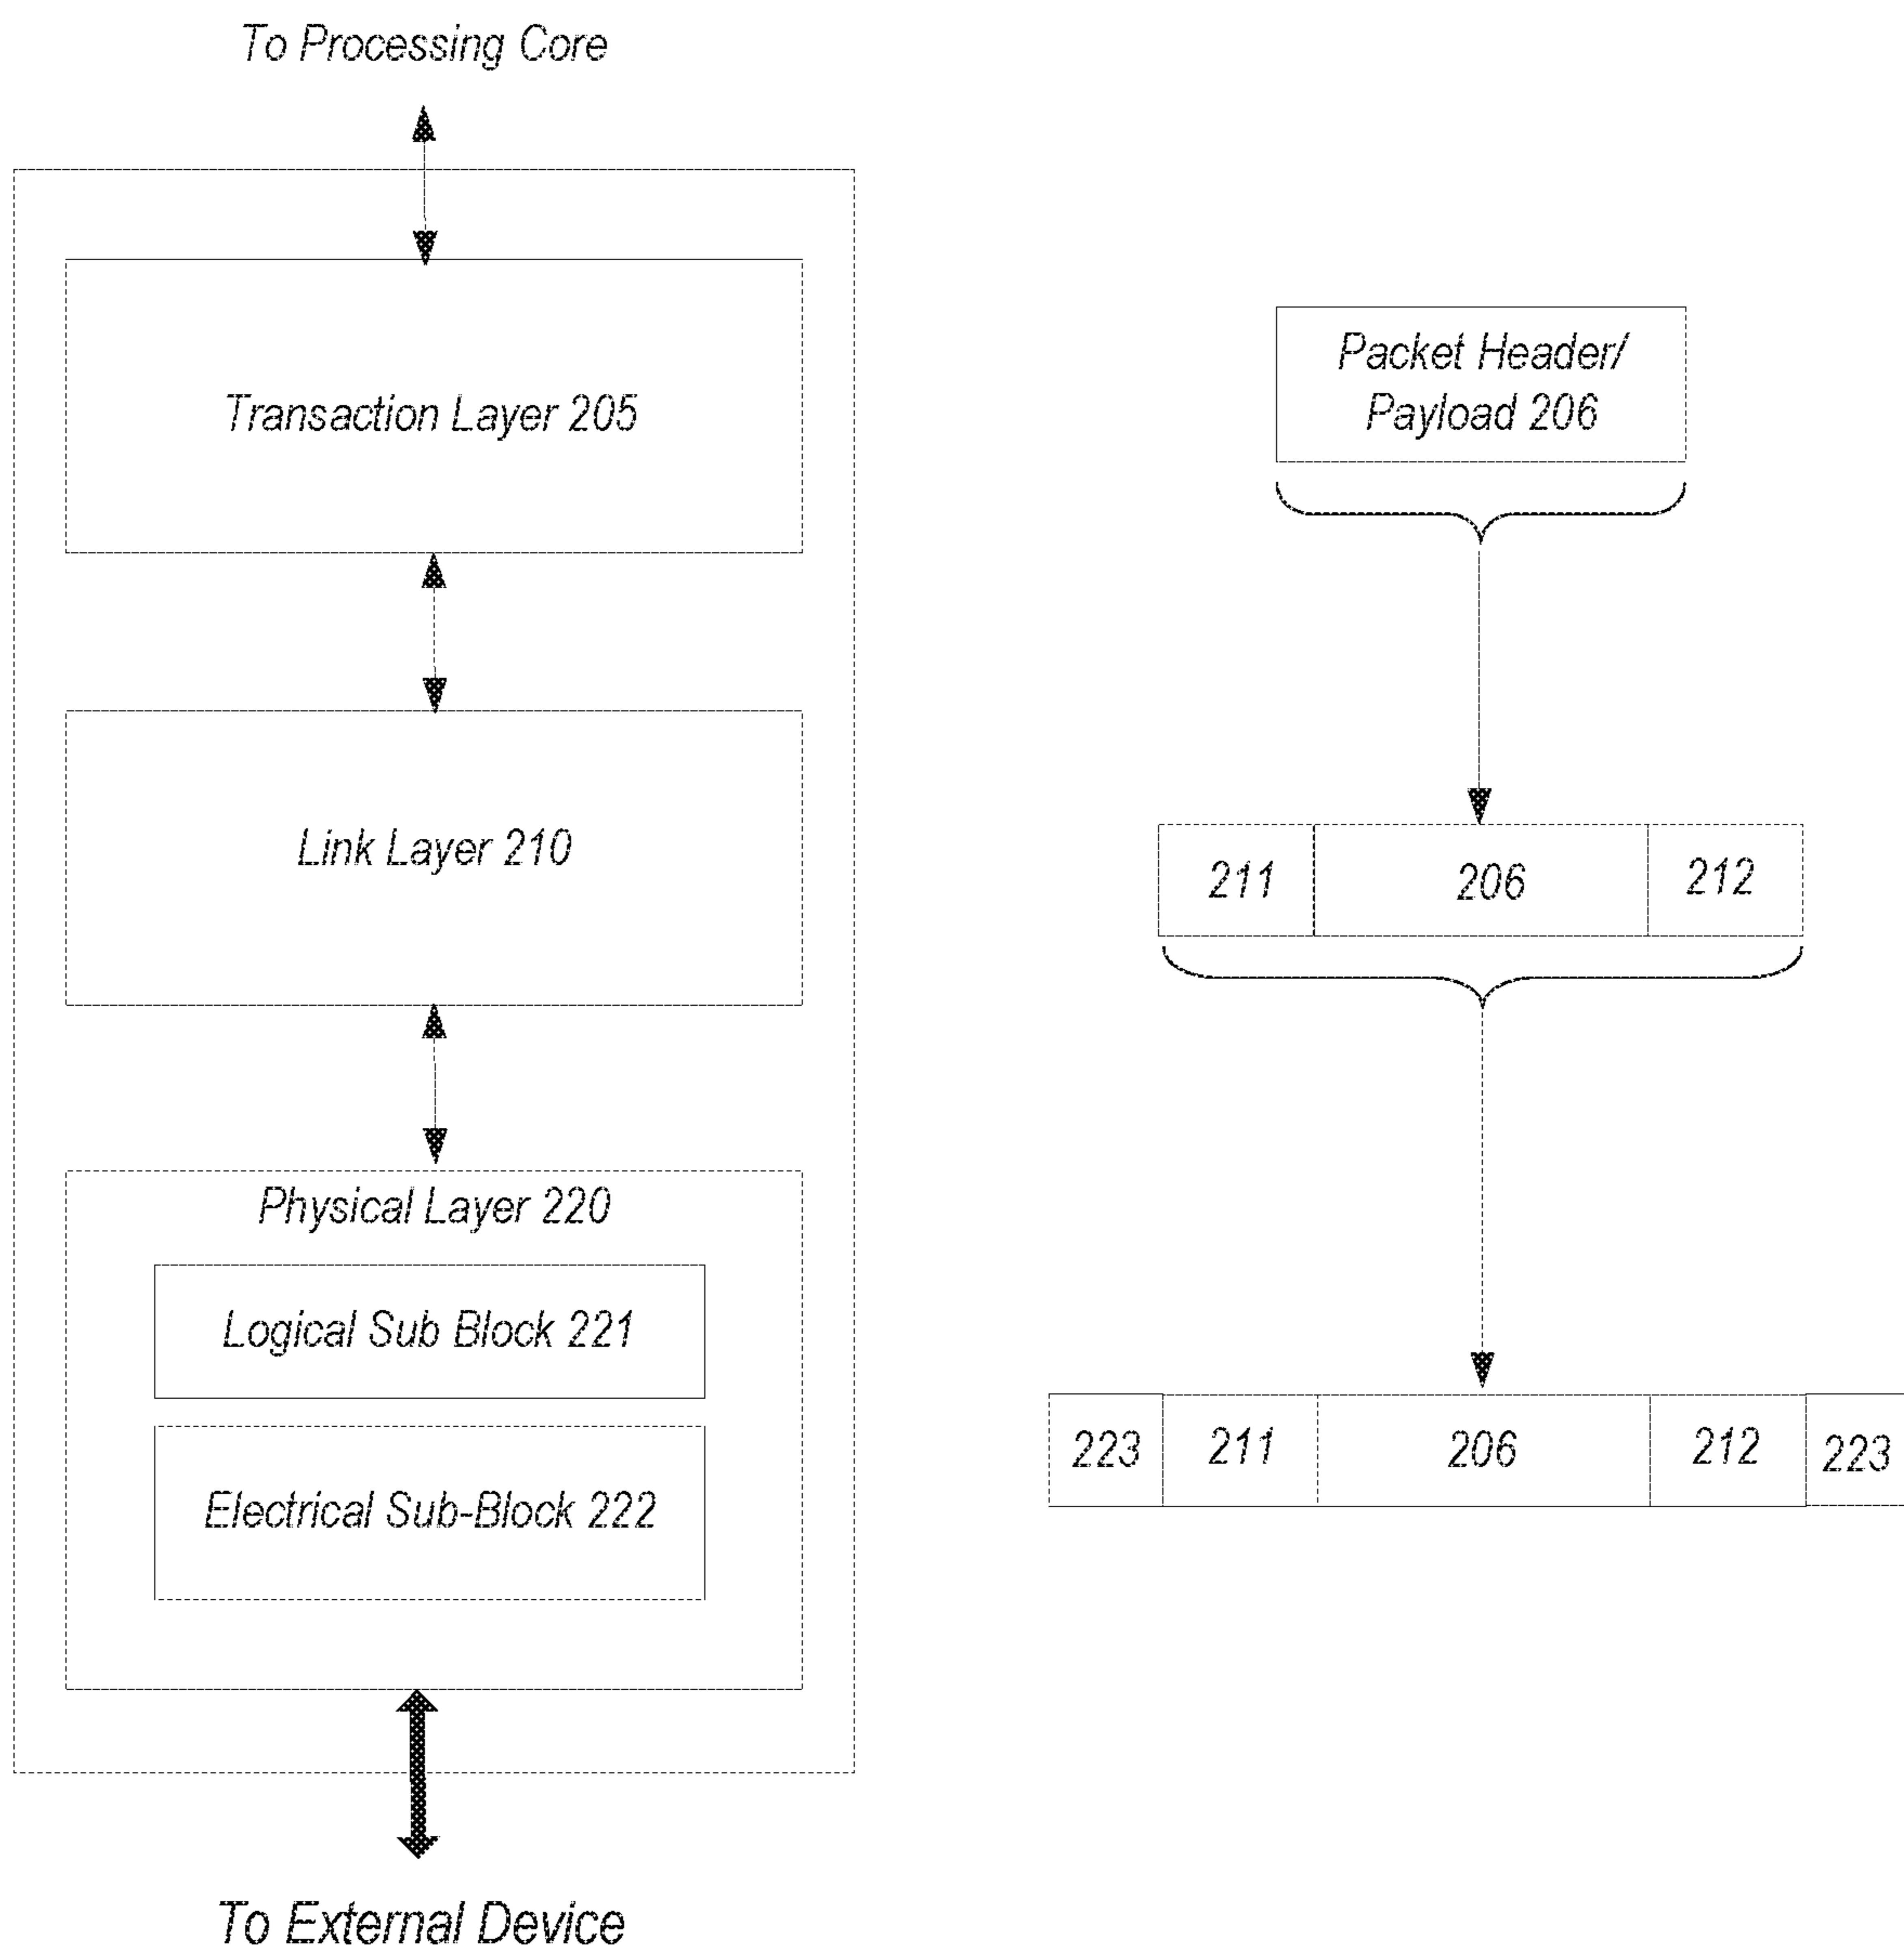 To Processing Core
Transaction Layer 205
Link Layer 210
Physical Layer 220
Logical Sub Block 221
Electrical Sub-Block 222
To External Device
Packet Header/
Payload 206
211 206 212
223 211 206 212 223